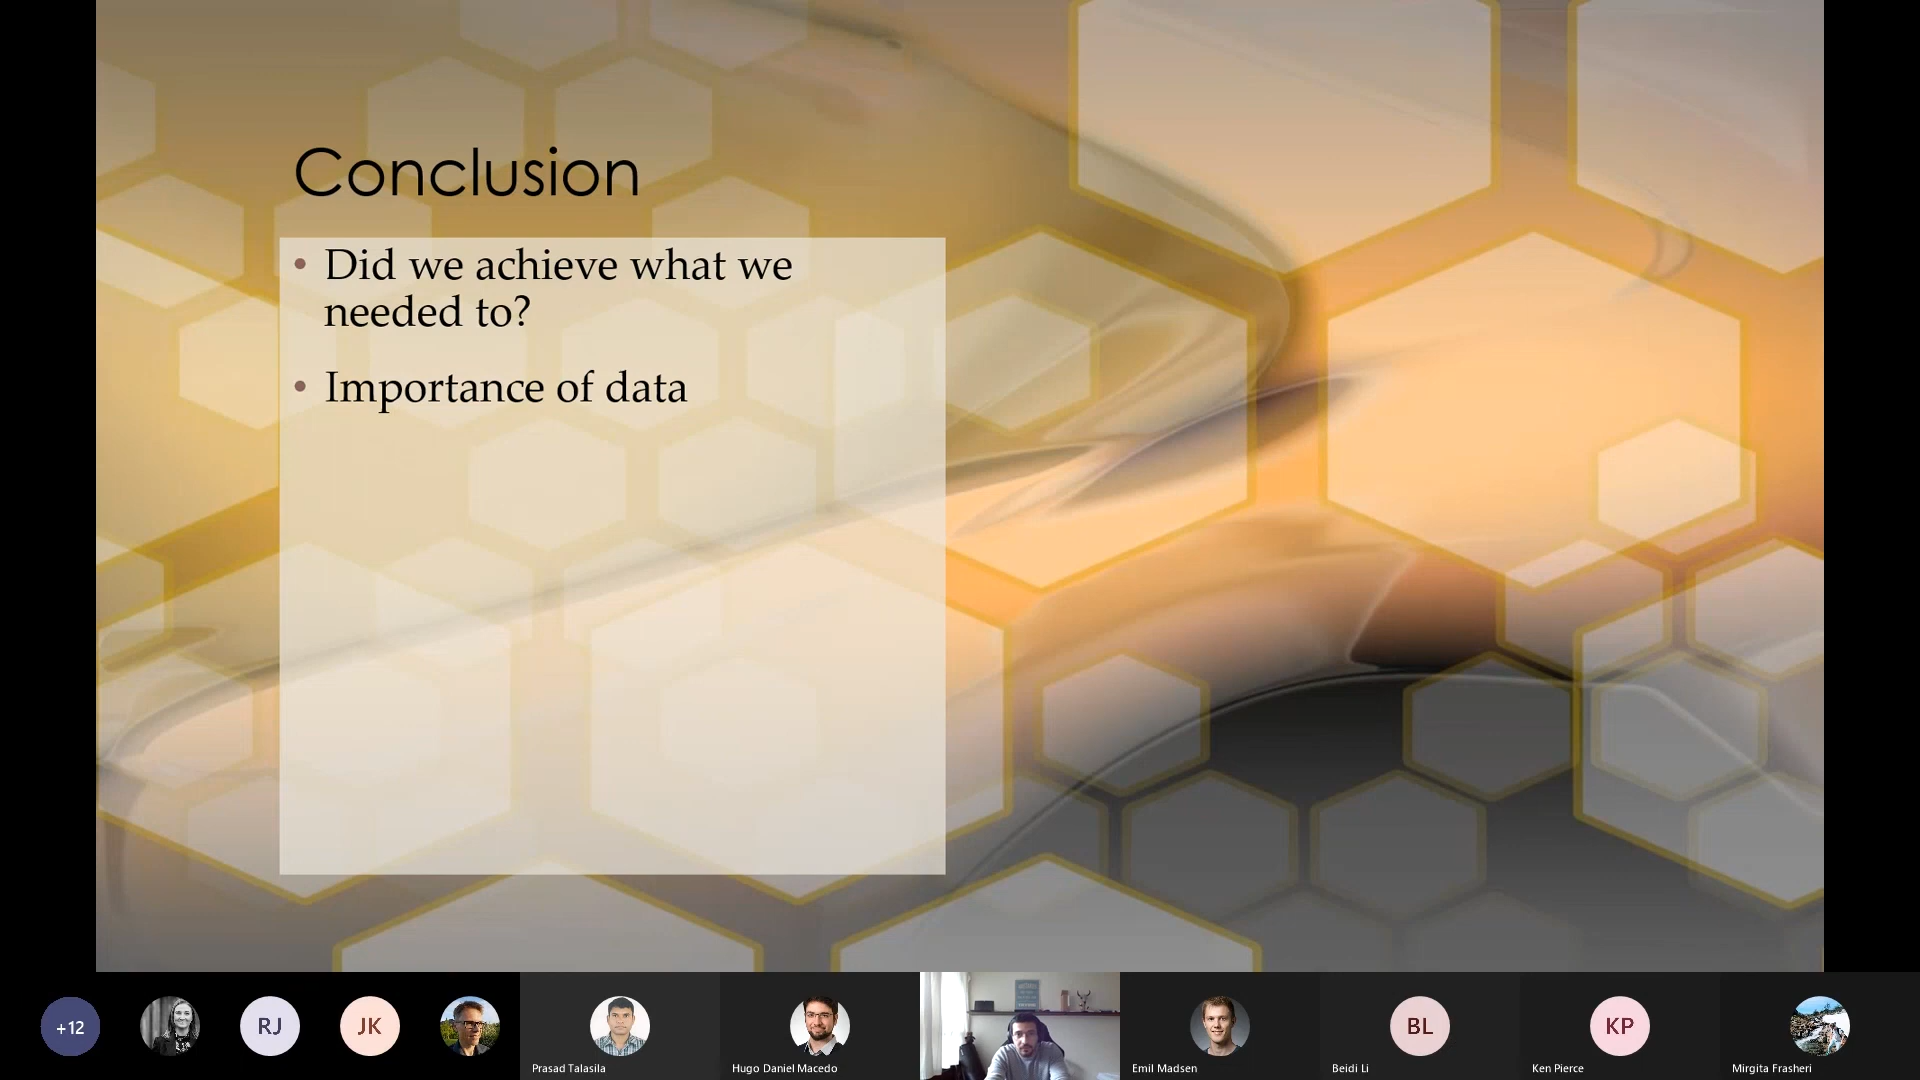 Conclusion
• Did we achieve what we
needed to?
• Importance of data
+12
RJ
JK
BL
KP
Prasad Talasila
Hugo Daniel Macedo
Emil Madsen
Beidi Li
Ken Pierce
Mirgita Frasheri